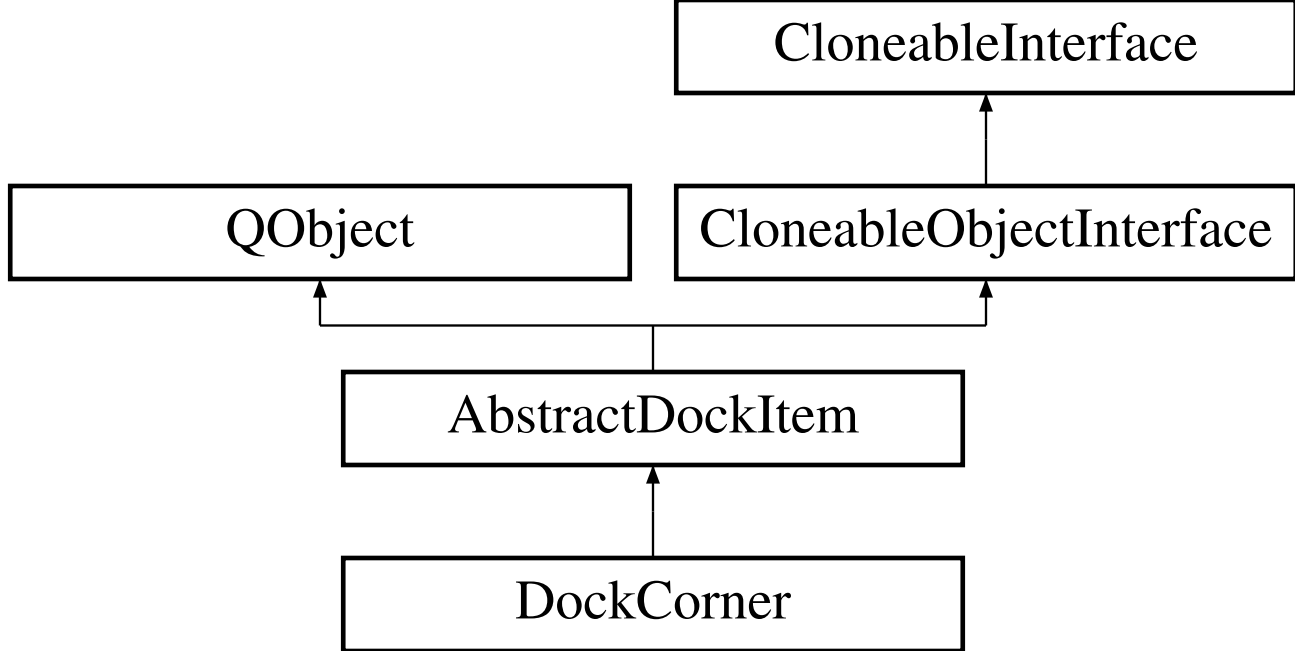 CloneableInterface
QObject
CloneableObjectInterface
AbstractDockItem
DockCorner